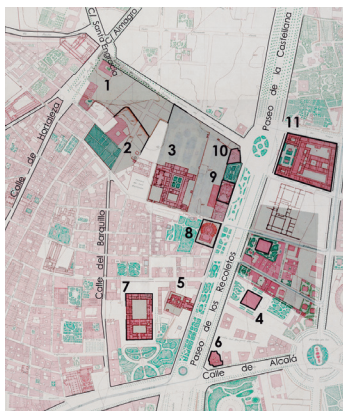 C/ Santa Engracia
Almagro
Paseo de la Castellana
1
11
Calle de Hortaleza
2
3
10
9
8
Calle del Barquillo
Paseo de los Recoletos
7
5
4
6
Calle de Alcalá